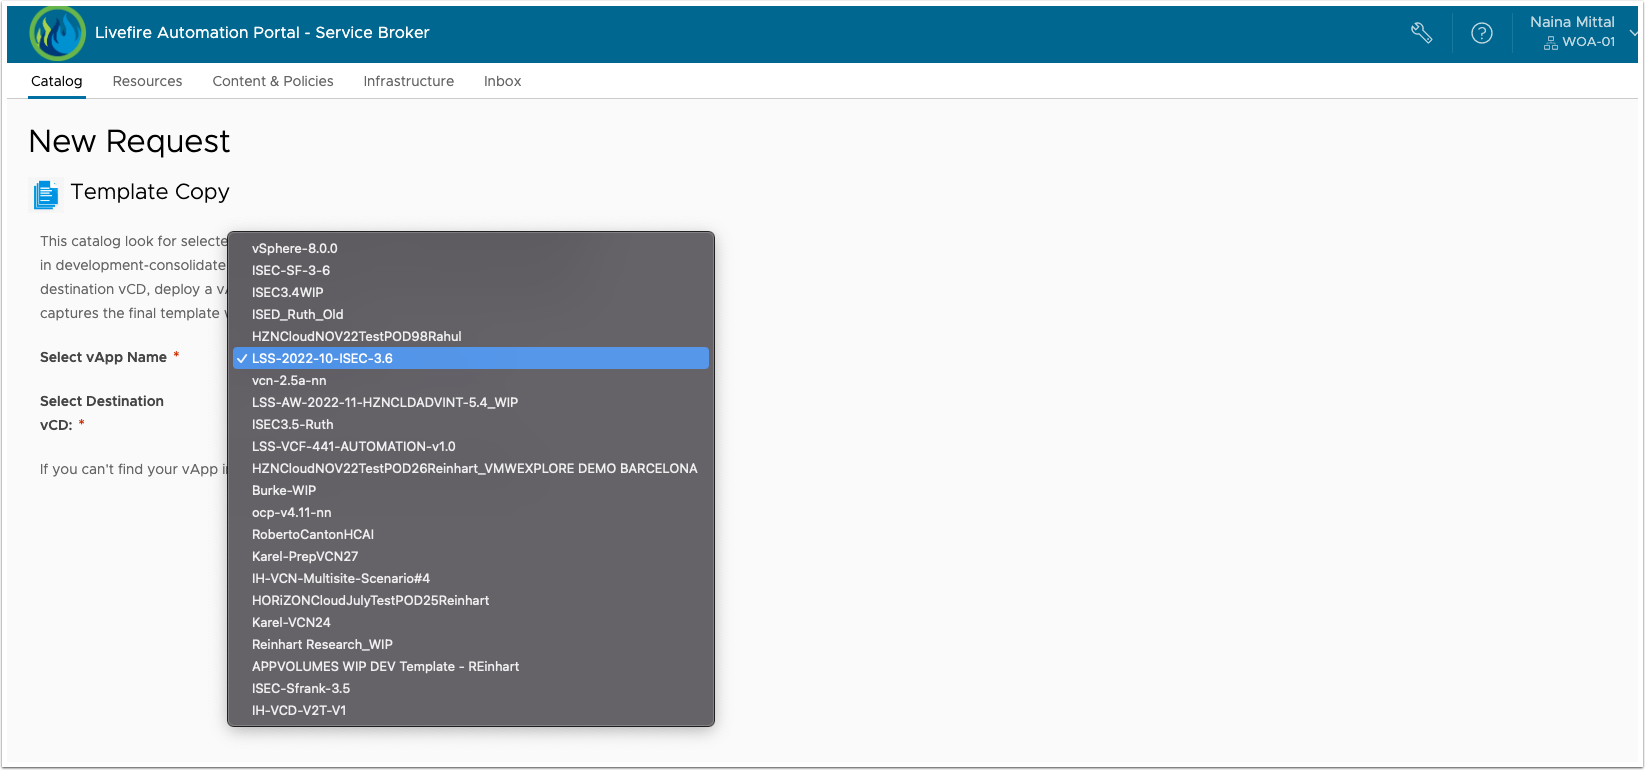 Livefire Automation Portal - Service Broker
Naina Mittal
WOA-01
Catalog Resources Content & Policies Infrastructure Inbox
New Request
Template Copy
This catalog look for
in development-consolidate
destination vCD, deploy a
captures the final template
Select vApp Name *
Select Destination
vCD: *
If you can't find your vApp
vSphere-8.0.0
ISEC-SF-3-6
ISEC3.4WIP
ISED_Ruth_Old
HZNCloudNOV22TestPOD98Rahul
✓ LSS-2022-10-ISEC-3.6
vcn-2.5a-nn
LSS-AW-2022-11-HZNCLDADVINT-5.4_WIP
ISEC3.5-Ruth
LSS-VCF-441-AUTOMATION-v1.0
HZNCloudNOV22TestPOD26Reinhart_VMWEXPLORE DEMO BARCELONA
Burke-WIP
ocp-v4.11-nn
RobertoCantonHCAI
Karel-PrepVCN27
IH-VCN-Multisite-Scenario#4
HORiZONCloudJulyTestPOD25Reinhart
Karel-VCN24
Reinhart Research_WIP
APPVOLUMES WIP DEV Template - REinhart
ISEC-Sfrank-3.5
IH-VCD-V2T-V1